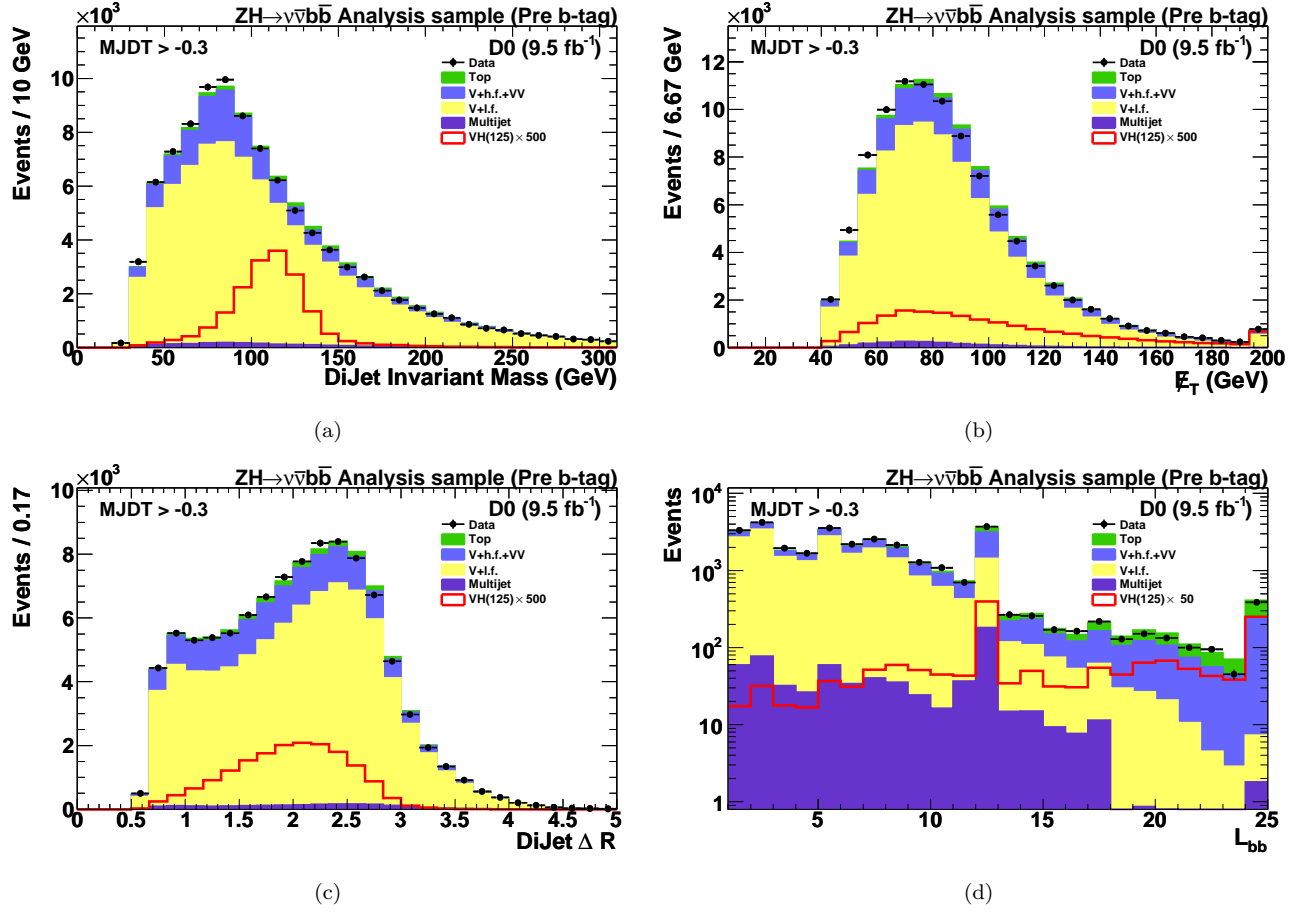 ZH→νν̄bb̄ Analysis sample (Pre b-tag)
×10³
MJDT > -0.3
D0 (9.5 fb⁻¹)
Data
Top
V+h.f.+VV
V+l.f.
Multijet
VH(125) × 500
Events / 10 GeV
10
8
6
4
2
0
0 50 100 150 200 250 300
DiJet Invariant Mass (GeV)
(a)
ZH→νν̄bb̄ Analysis sample (Pre b-tag)
×10³
MJDT > -0.3
D0 (9.5 fb⁻¹)
Data
Top
V+h.f.+VV
V+l.f.
Multijet
VH(125) × 500
Events / 6.67 GeV
12
10
8
6
4
2
0
20 40 60 80 100 120 140 160 180 200
E̸_T (GeV)
(b)
ZH→νν̄bb̄ Analysis sample (Pre b-tag)
×10³
MJDT > -0.3
D0 (9.5 fb⁻¹)
Data
Top
V+h.f.+VV
V+l.f.
Multijet
VH(125) × 500
Events / 0.17
10
8
6
4
2
0
0 0.5 1 1.5 2 2.5 3 3.5 4 4.5 5
DiJet Δ R
(c)
ZH→νν̄bb̄ Analysis sample (Pre b-tag)
MJDT > -0.3
D0 (9.5 fb⁻¹)
Data
Top
V+h.f.+VV
V+l.f.
Multijet
VH(125) × 50
Events
10⁴
10³
10²
10
1
5 10 15 20 25
L_bb
(d)